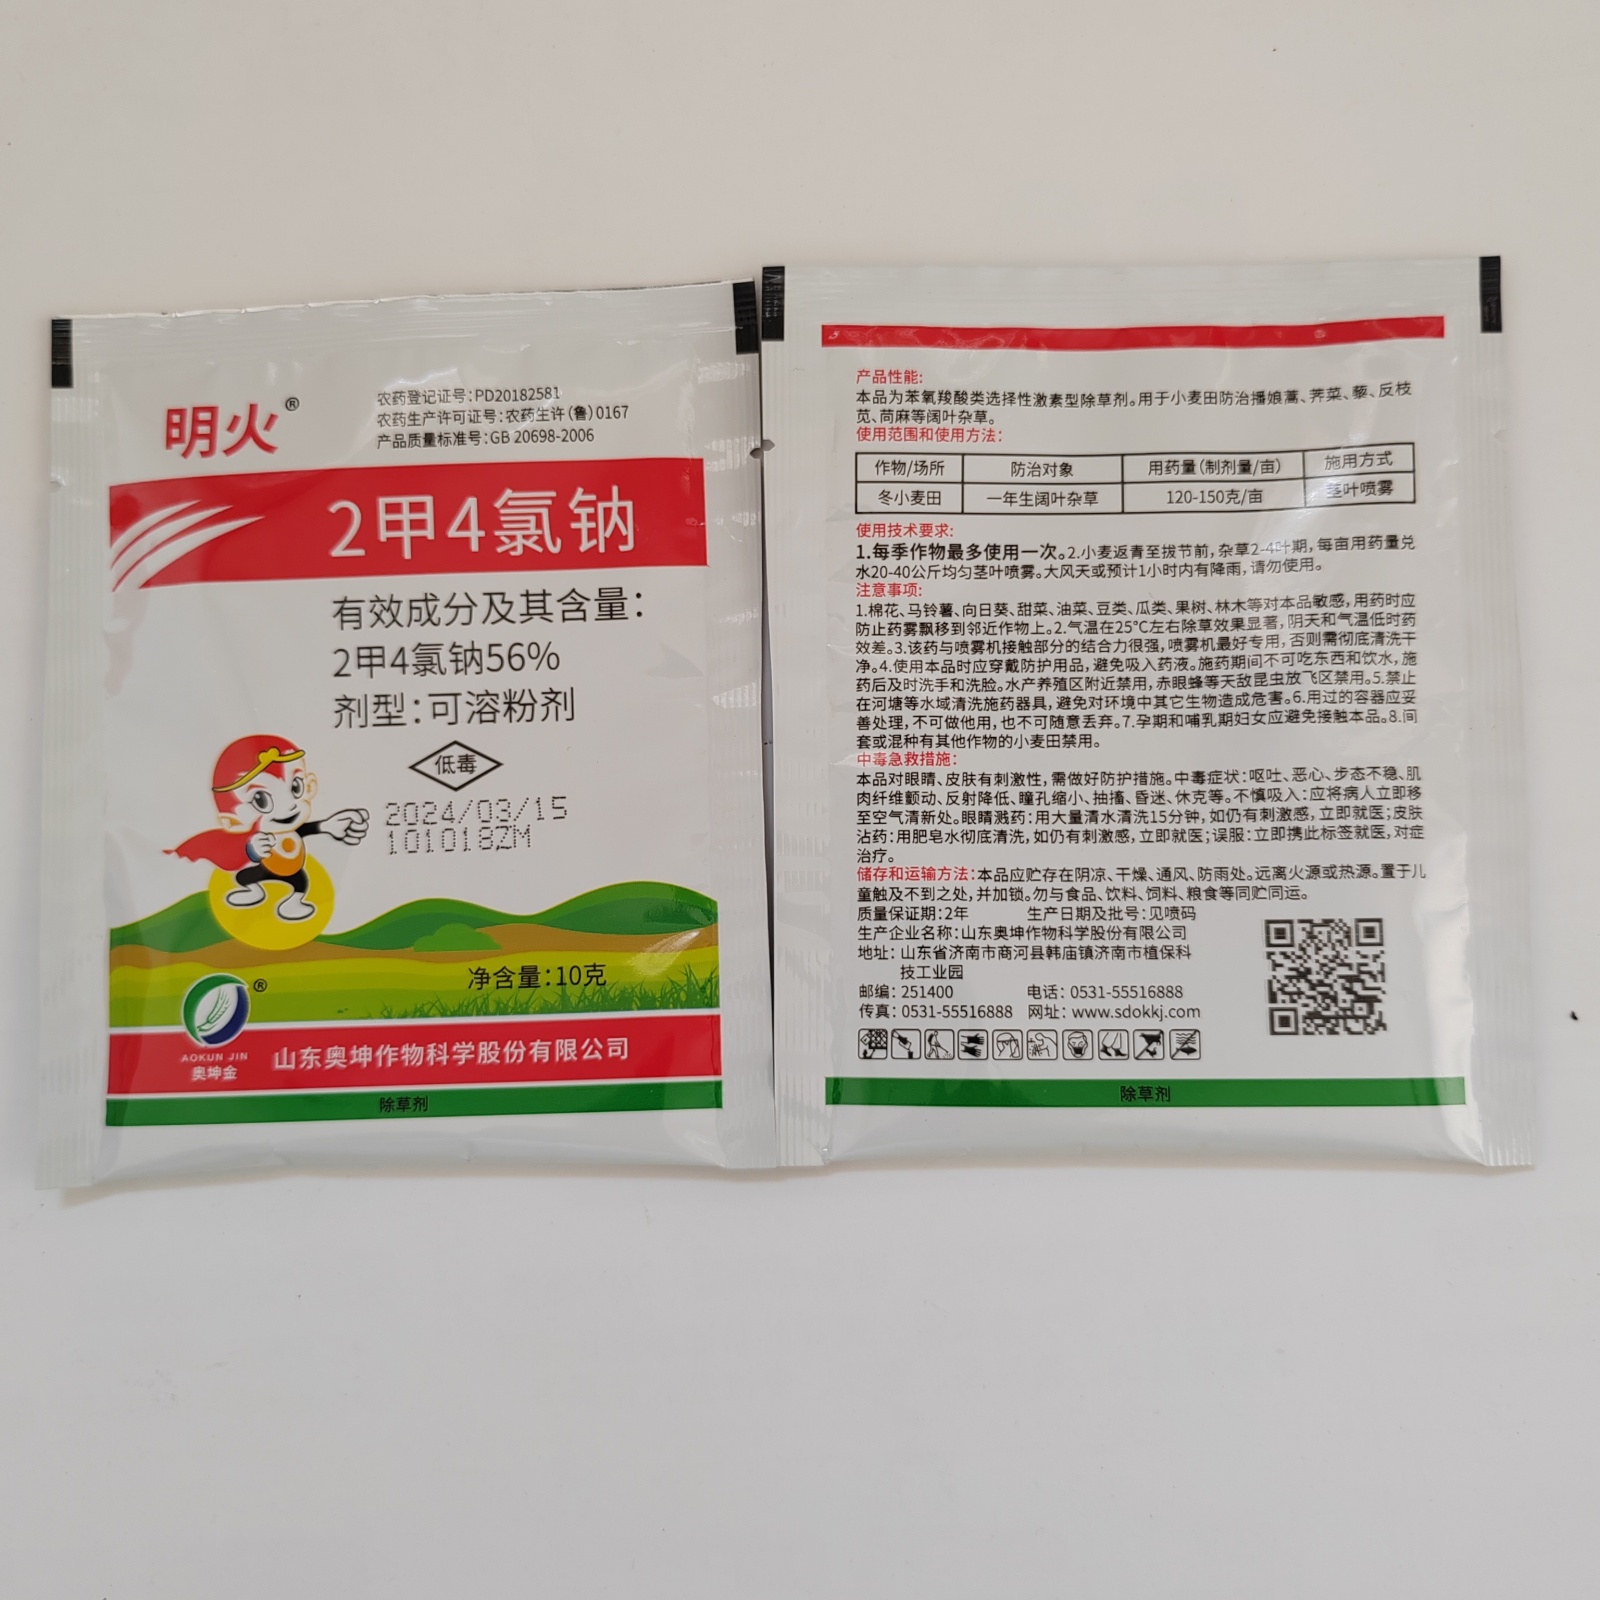 明火®
农药登记证号:PD20182581
农药生产许可证号:农药生许(鲁)0167
产品质量标准号:GB 20698-2006
2甲4氯钠
有效成分及其含量:
2甲4氯钠56%
剂型:可溶粉剂
低毒
2024/03/15
101018ZM
净含量:10克
®
AOKUN JIN
奥坤金
山东奥坤作物科学股份有限公司
除草剂
产品性能:
本品为苯氧羧酸类选择性激素型除草剂。用于小麦田防治播娘蒿、荠菜、藜、反枝
苋、苘麻等阔叶杂草。
使用范围和使用方法:
作物/场所 防治对象 用药量(制剂量/亩) 施用方式
冬小麦田 一年生阔叶杂草 120-150克/亩 茎叶喷雾
使用技术要求:
1.每季作物最多使用一次。2.小麦返青至拔节前,杂草2-4叶期,每亩用药量兑
水20-40公斤均匀茎叶喷雾。大风天或预计1小时内有降雨,请勿使用。
注意事项:
1.棉花、马铃薯、向日葵、甜菜、油菜、豆类、瓜类、果树、林木等对本品敏感,用药时应
防止药雾飘移到邻近作物上。2.气温在25℃左右除草效果显著,阴天和气温低时药
效差。3.该药与喷雾机接触部分的结合力很强,喷雾机最好专用,否则需彻底清洗干
净。4.使用本品时应穿戴防护用品,避免吸入药液。施药期间不可吃东西和饮水,施
药后及时洗手和洗脸。水产养殖区附近禁用,赤眼蜂等天敌昆虫放飞区禁用。5.禁止
在河塘等水域清洗施药器具,避免对环境中其它生物造成危害。6.用过的容器应妥
善处理,不可做他用,也不可随意丢弃。7.孕期和哺乳期妇女应避免接触本品。8.间
套或混种有其他作物的小麦田禁用。
中毒急救措施:
本品对眼睛、皮肤有刺激性,需做好防护措施。中毒症状:呕吐、恶心、步态不稳、肌
肉纤维颤动、反射降低、瞳孔缩小、抽搐、昏迷、休克等。不慎吸入:应将病人立即移
至空气清新处。眼睛溅药:用大量清水清洗15分钟,如仍有刺激感,立即就医;皮肤
沾药:用肥皂水彻底清洗,如仍有刺激感,立即就医;误服:立即携此标签就医,对症
治疗。
储存和运输方法:本品应贮存在阴凉、干燥、通风、防雨处。远离火源或热源。置于儿
童触及不到之处,并加锁。勿与食品、饮料、饲料、粮食等同贮同运。
质量保证期:2年 生产日期及批号:见喷码
生产企业名称:山东奥坤作物科学股份有限公司
地址:山东省济南市商河县韩庙镇济南市植保科
技工业园
邮编:251400 电话:0531-55516888
传真:0531-55516888 网址:www.sdokkj.com
除草剂